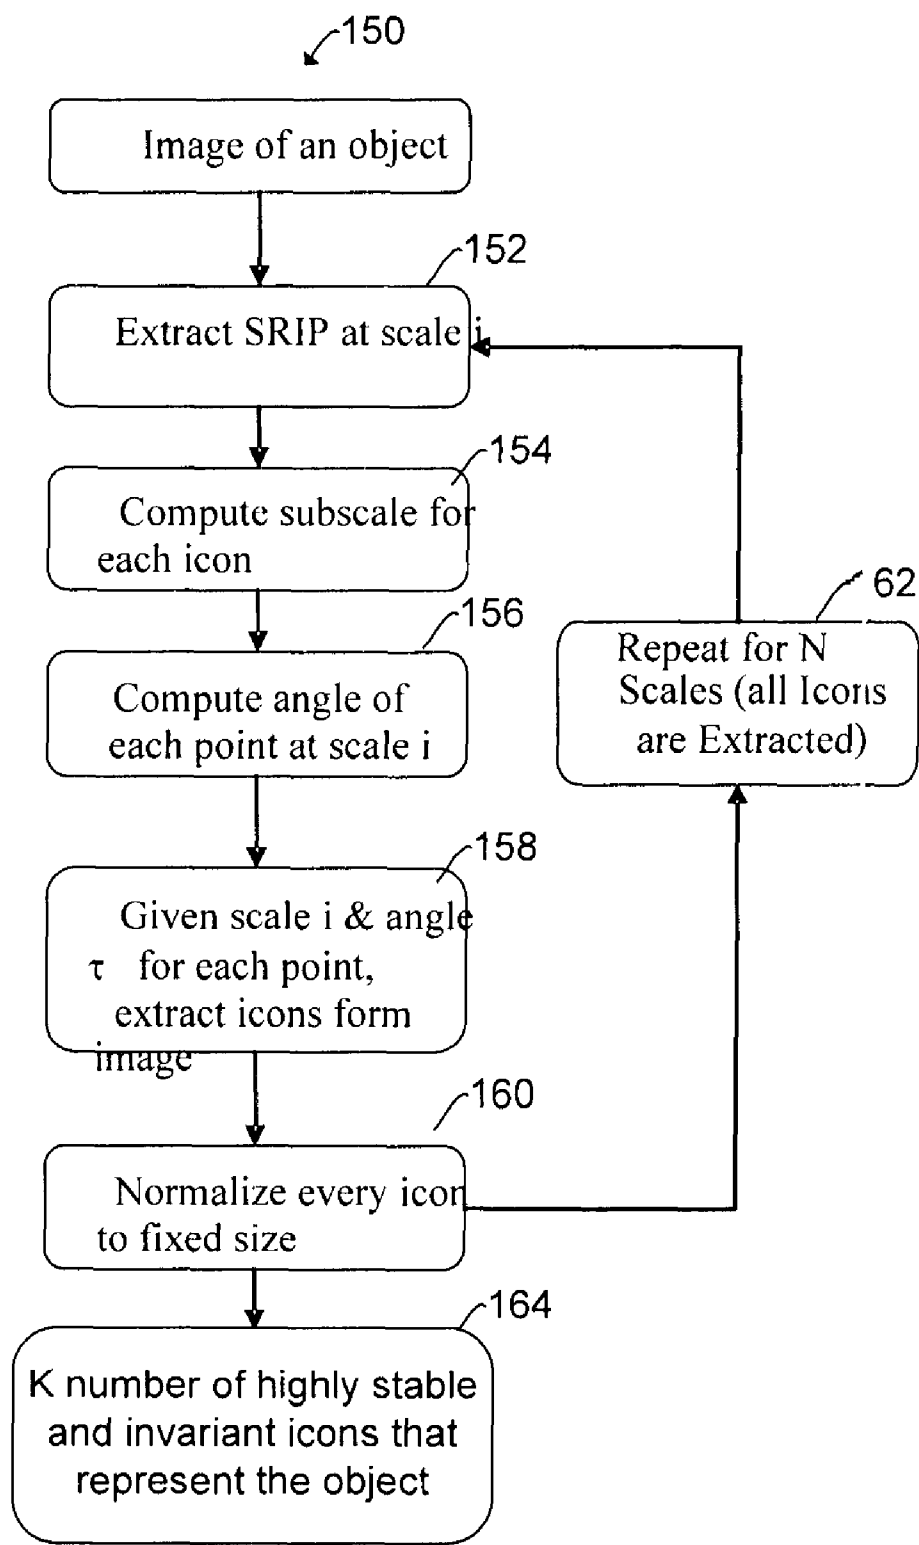 150
Image of an object
152
Extract SRIP at scale i
154
Compute subscale for
each icon
156
Compute angle of
each point at scale i
62
Repeat for N
Scales (all Icons
are Extracted)
158
Given scale i & angle
τ for each point,
extract icons form
image
160
Normalize every icon
to fixed size
164
K number of highly stable
and invariant icons that
represent the object